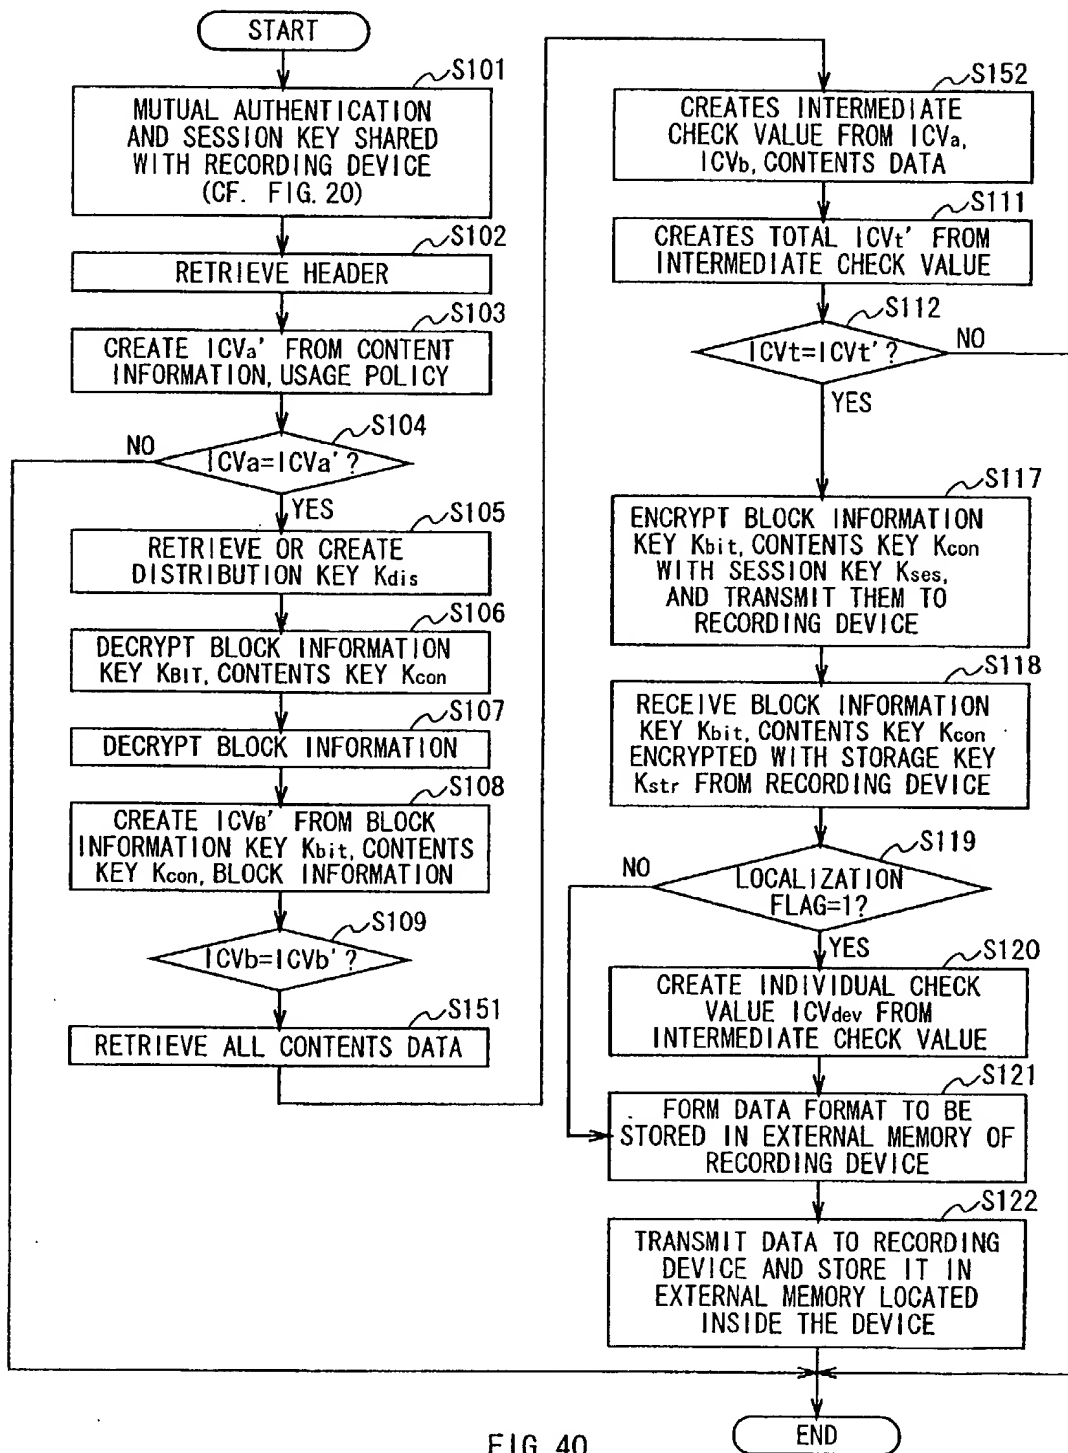 START
S101
MUTUAL AUTHENTICATION
AND SESSION KEY SHARED
WITH RECORDING DEVICE
(CF. FIG. 20)
S102
RETRIEVE HEADER
S103
CREATE ICVa' FROM CONTENT
INFORMATION, USAGE POLICY
S104
NO
ICVa=ICVa'?
YES
S105
RETRIEVE OR CREATE
DISTRIBUTION KEY Kdis
S106
DECRYPT BLOCK INFORMATION
KEY KBIT, CONTENTS KEY Kcon
S107
DECRYPT BLOCK INFORMATION
S108
CREATE ICVB' FROM BLOCK
INFORMATION KEY Kbit, CONTENTS
KEY Kcon, BLOCK INFORMATION
S109
ICVb=ICVb'?
S151
RETRIEVE ALL CONTENTS DATA
S152
CREATES INTERMEDIATE
CHECK VALUE FROM ICVa,
ICVb, CONTENTS DATA
S111
CREATES TOTAL ICVt' FROM
INTERMEDIATE CHECK VALUE
S112
NO
ICVt=ICVt'?
YES
S117
ENCRYPT BLOCK INFORMATION
KEY Kbit, CONTENTS KEY Kcon
WITH SESSION KEY Kses,
AND TRANSMIT THEM TO
RECORDING DEVICE
S118
RECEIVE BLOCK INFORMATION
KEY Kbit, CONTENTS KEY Kcon
ENCRYPTED WITH STORAGE KEY
Kstr FROM RECORDING DEVICE
S119
NO
LOCALIZATION
FLAG=1?
YES
S120
CREATE INDIVIDUAL CHECK
VALUE ICVdev FROM
INTERMEDIATE CHECK VALUE
S121
FORM DATA FORMAT TO BE
STORED IN EXTERNAL MEMORY OF
RECORDING DEVICE
S122
TRANSMIT DATA TO RECORDING
DEVICE AND STORE IT IN
EXTERNAL MEMORY LOCATED
INSIDE THE DEVICE
END
FIG. 40